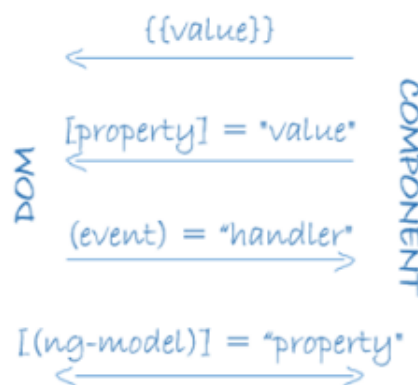 {{value}}
[property] = "value"
(event) = "handler"
[(ng-model)] = "property"
DOM
COMPONENT